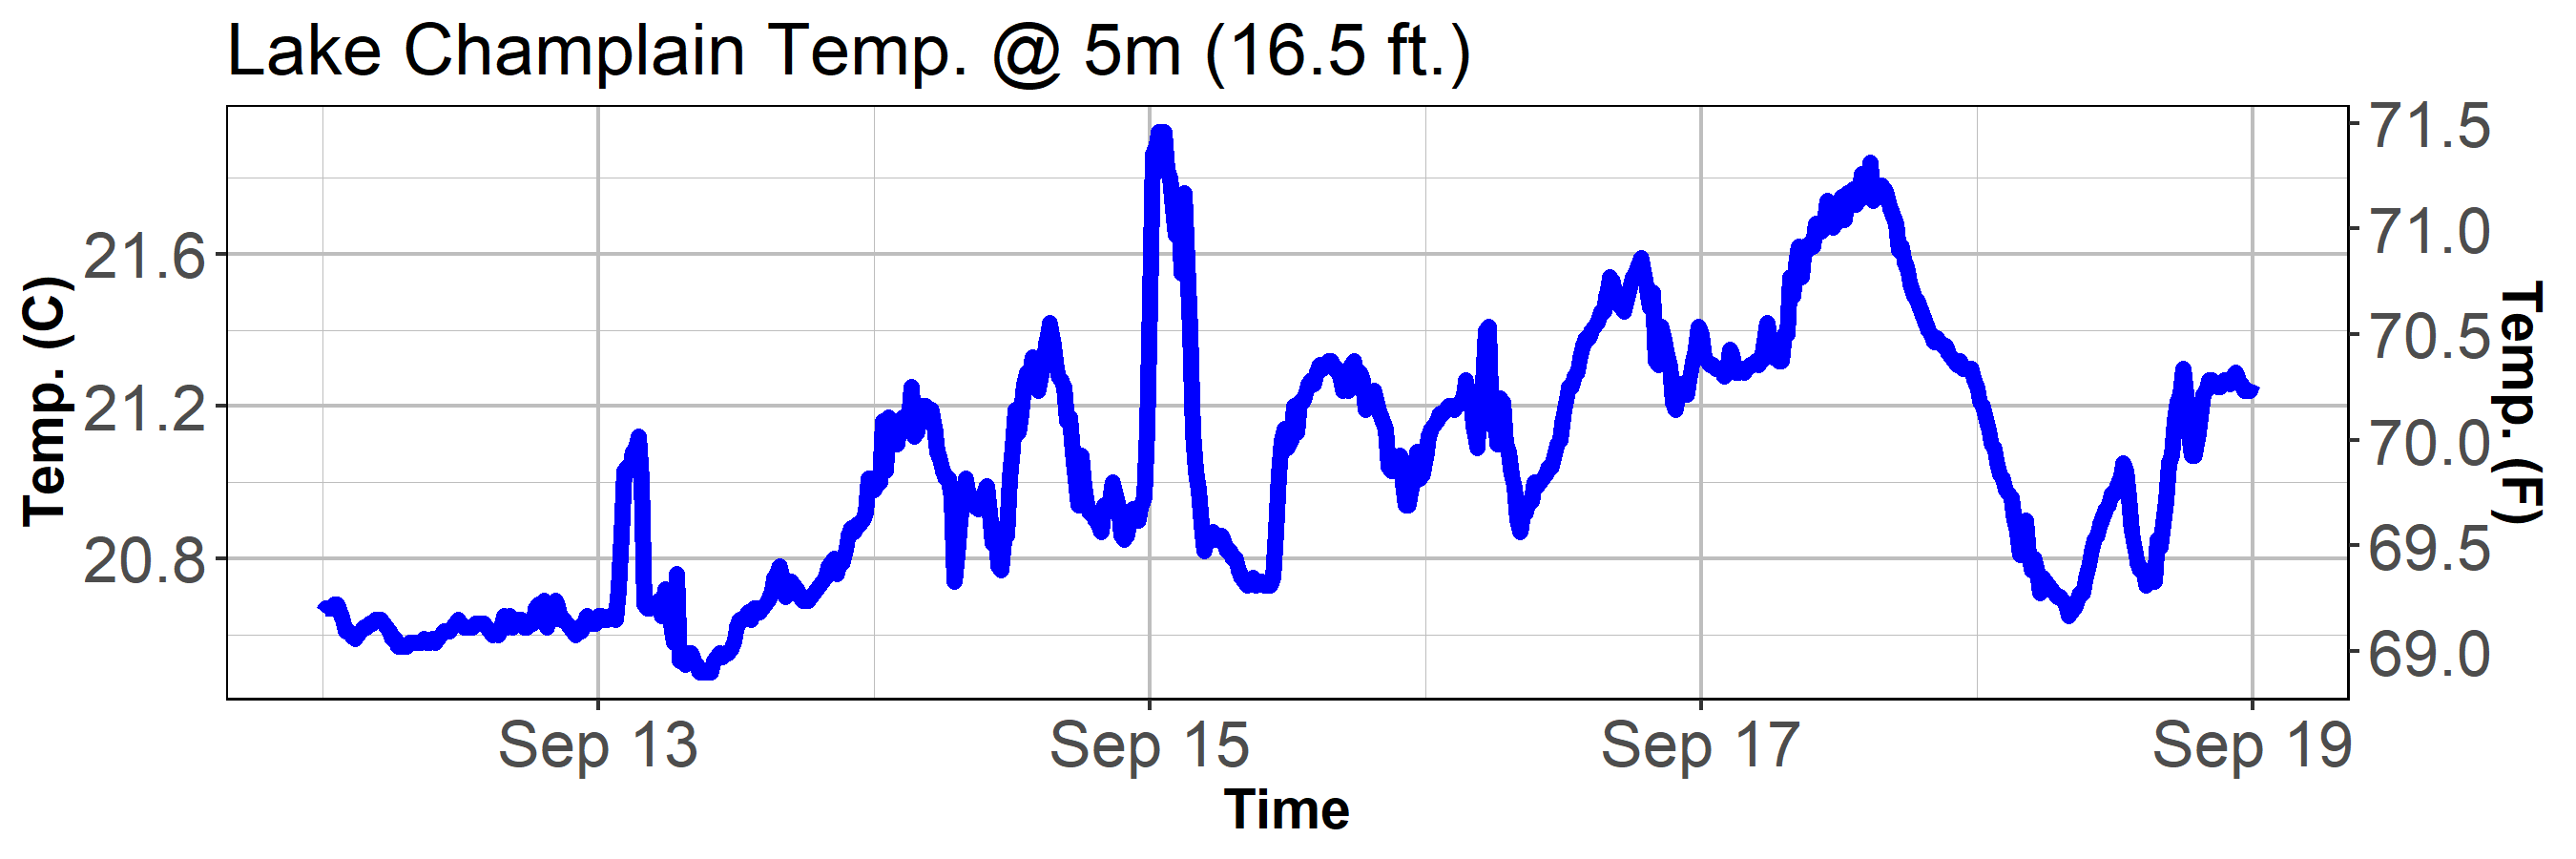 Lake Champlain Temp. @ 5m (16.5 ft.)
Temp. (C)
21.6
21.2
20.8
71.5
71.0
70.5
70.0
69.5
69.0
Temp. (F)
Sep 13
Sep 15
Sep 17
Sep 19
Time